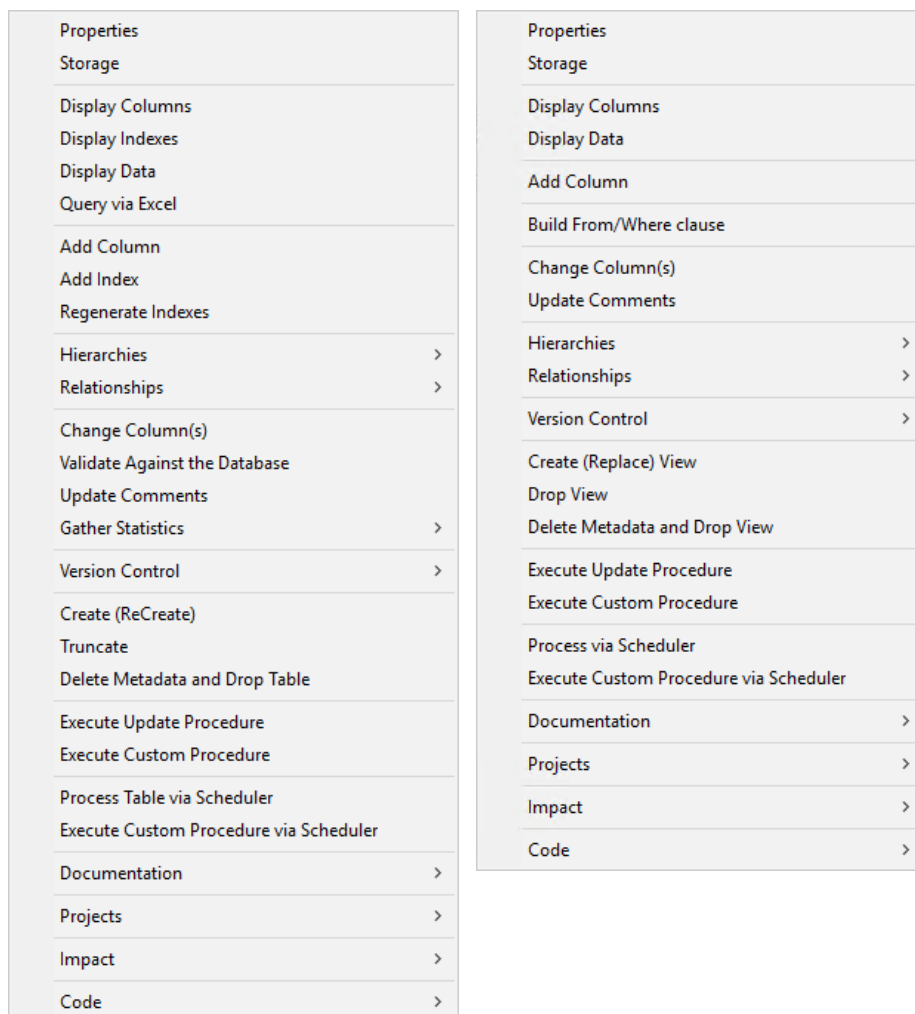 Properties
Storage
Display Columns
Display Indexes
Display Data
Query via Excel
Add Column
Add Index
Regenerate Indexes
Hierarchies
Relationships
Change Column(s)
Validate Against the Database
Update Comments
Gather Statistics
Version Control
Create (ReCreate)
Truncate
Delete Metadata and Drop Table
Execute Update Procedure
Execute Custom Procedure
Process Table via Scheduler
Execute Custom Procedure via Scheduler
Documentation
Projects
Impact
Code
Properties
Storage
Display Columns
Display Data
Add Column
Build From/Where clause
Change Column(s)
Update Comments
Hierarchies
Relationships
Version Control
Create (Replace) View
Drop View
Delete Metadata and Drop View
Execute Update Procedure
Execute Custom Procedure
Process via Scheduler
Execute Custom Procedure via Scheduler
Documentation
Projects
Impact
Code